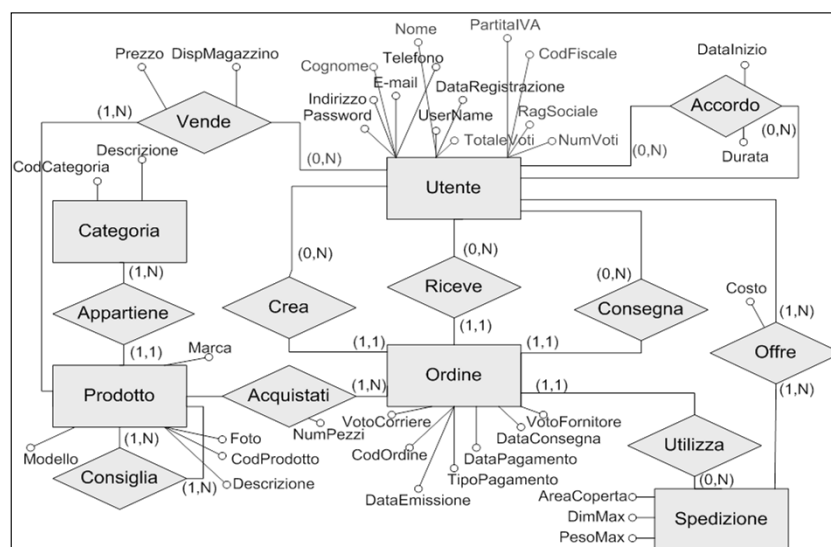 Nome
PartitaIVA
Prezzo
DispMagazzino
Cognome
Telefono
CodFiscale
DataInizio
E-mail
DataRegistrazione
Indirizzo
Password
UserName
RagSociale
(1,N)
Vende
Accordo
(0,N)
TotaleVoti
NumVoti
(0,N)
Durata
Descrizione
CodCategoria
(0,N)
Utente
Categoria
(1,N)
(0,N)
(0,N)
(0,N)
Appartiene
Crea
Riceve
Consegna
Costo
(1,N)
Offre
(1,1)
(1,1)
(1,1)
(1,1)
Marca
Prodotto
Acquistati
(1,N)
Ordine
(1,1)
(1,N)
NumPezzi
VotoCorriere
VotoFornitore
(1,N)
Foto
DataConsegna
Utilizza
Modello
CodProdotto
CodOrdine
DataPagamento
Consiglia
(1,N)
Descrizione
TipoPagamento
(0,N)
DataEmissione
AreaCoperta
DimMax
Spedizione
PesoMax
(1,N)